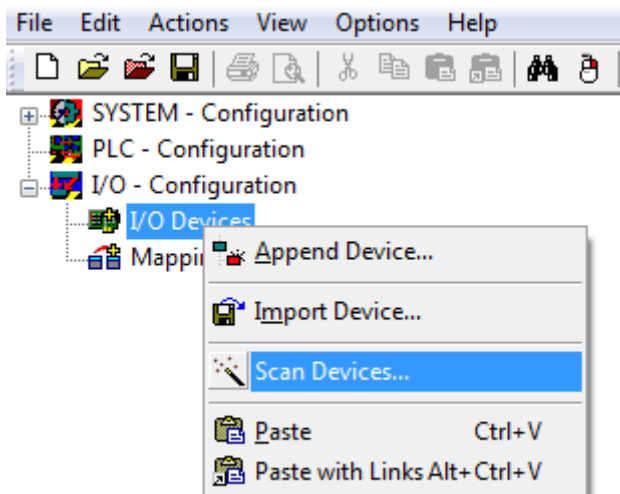 File Edit Actions View Options Help
SYSTEM - Configuration
PLC - Configuration
I/O - Configuration
I/O Devices
Mappi
Append Device...
Import Device...
Scan Devices...
Paste Ctrl+V
Paste with Links Alt+Ctrl+V